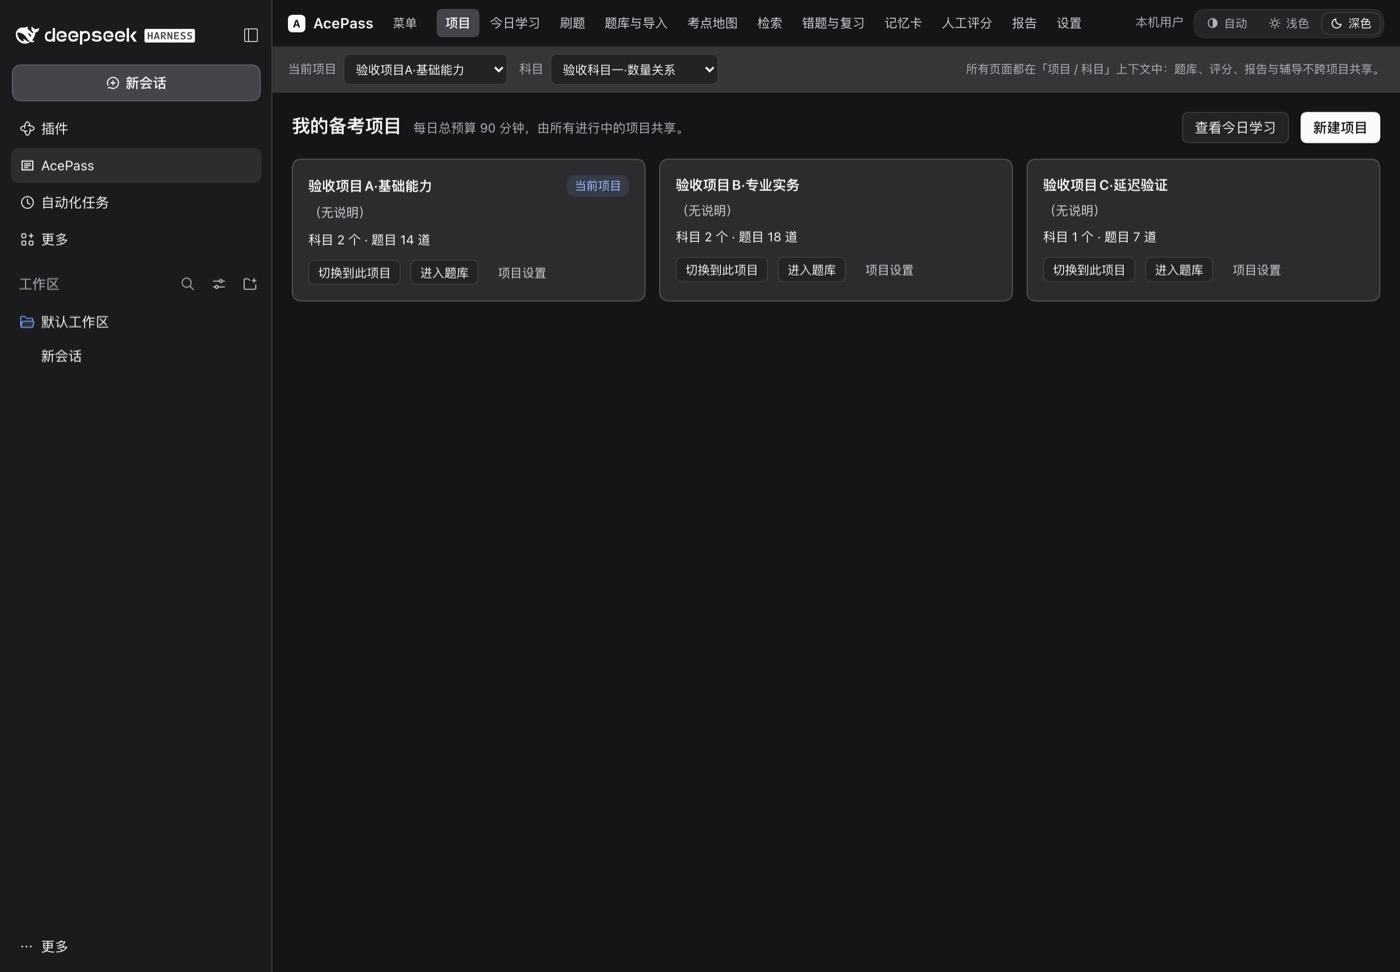 deepseek HARNESS
新会话
插件
AcePass
自动化任务
更多
工作区
默认工作区
新会话
更多
A AcePass 菜单 项目 今日学习 刷题 题库与导入 考点地图 检索 错题与复习 记忆卡 人工评分 报告 设置 本机用户 自动 浅色 深色
当前项目 验收项目A·基础能力 科目 验收科目一·数量关系 所有页面都在「项目 / 科目」上下文中：题库、评分、报告与辅导不跨项目共享。
我的备考项目 每日总预算 90 分钟，由所有进行中的项目共享。 查看今日学习 新建项目
验收项目A·基础能力 当前项目
（无说明）
科目 2 个 · 题目 14 道
切换到此项目 进入题库 项目设置
验收项目B·专业实务
（无说明）
科目 2 个 · 题目 18 道
切换到此项目 进入题库 项目设置
验收项目C·延迟验证
（无说明）
科目 1 个 · 题目 7 道
切换到此项目 进入题库 项目设置